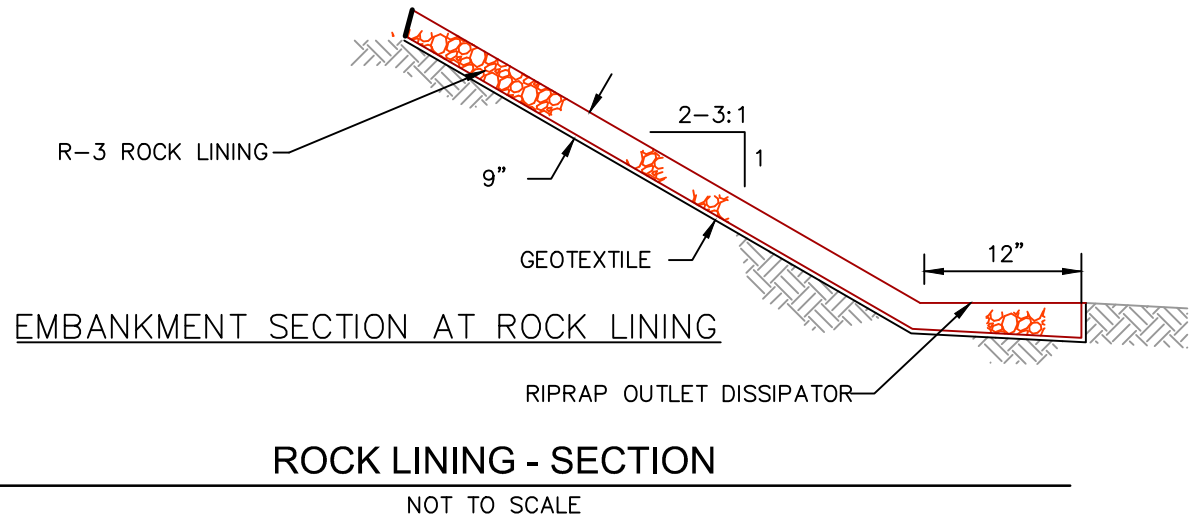 2-3:1
1
R-3 ROCK LINING
9"
GEOTEXTILE
12"
EMBANKMENT SECTION AT ROCK LINING
RIPRAP OUTLET DISSIPATOR
ROCK LINING - SECTION
NOT TO SCALE